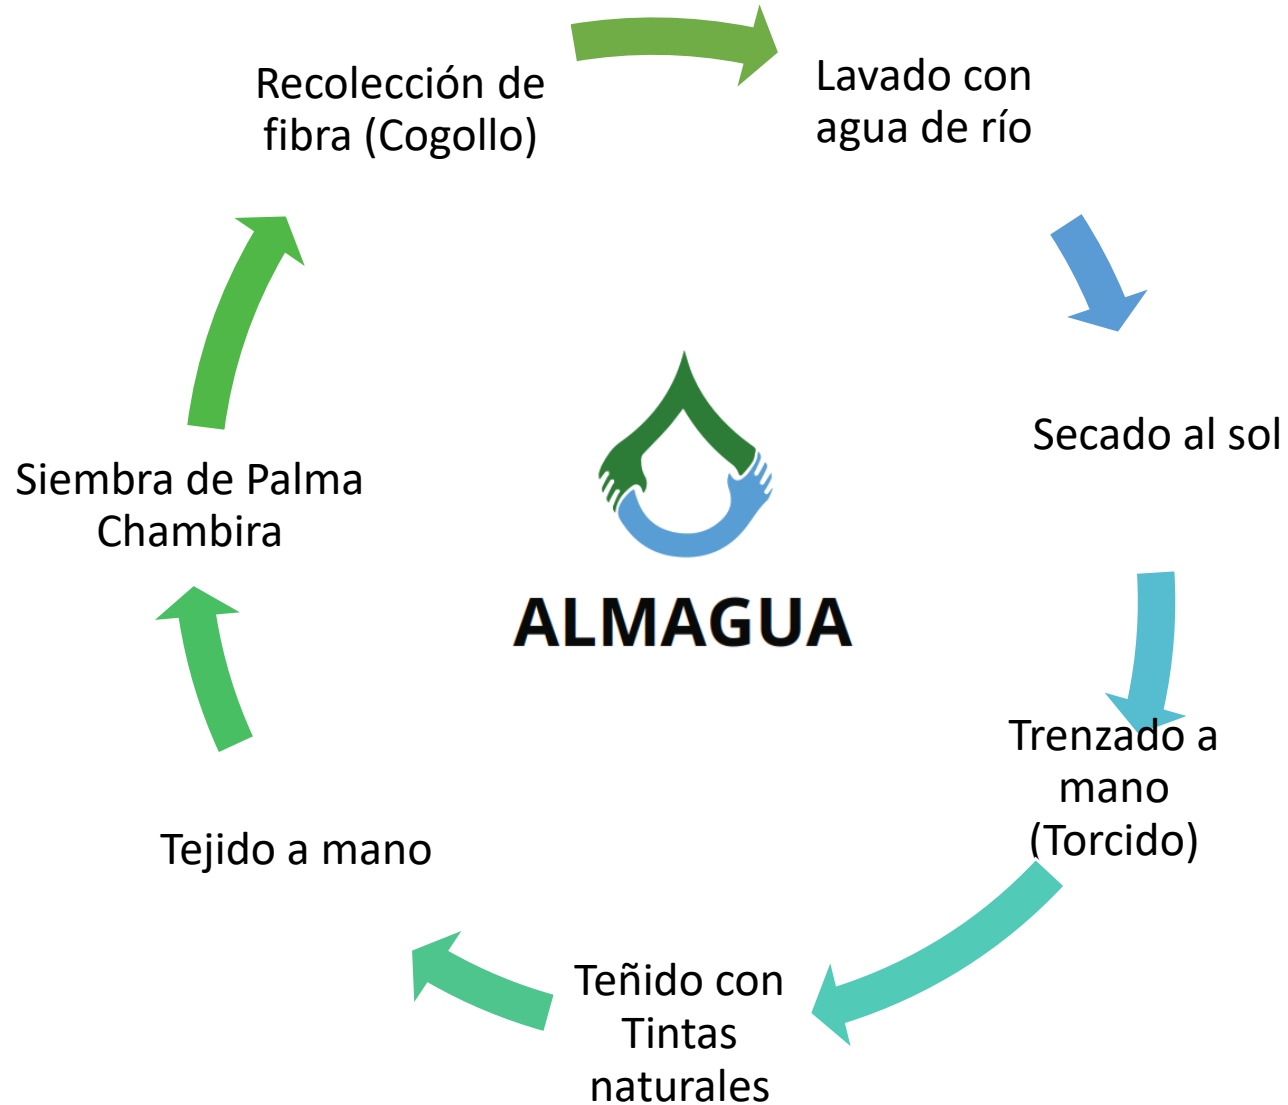 Recolección de
fibra (Cogollo)
Lavado con
agua de río
Secado al sol
Trenzado a
mano
(Torcido)
Teñido con
Tintas
naturales
Tejido a mano
Siembra de Palma
Chambira
ALMAGUA